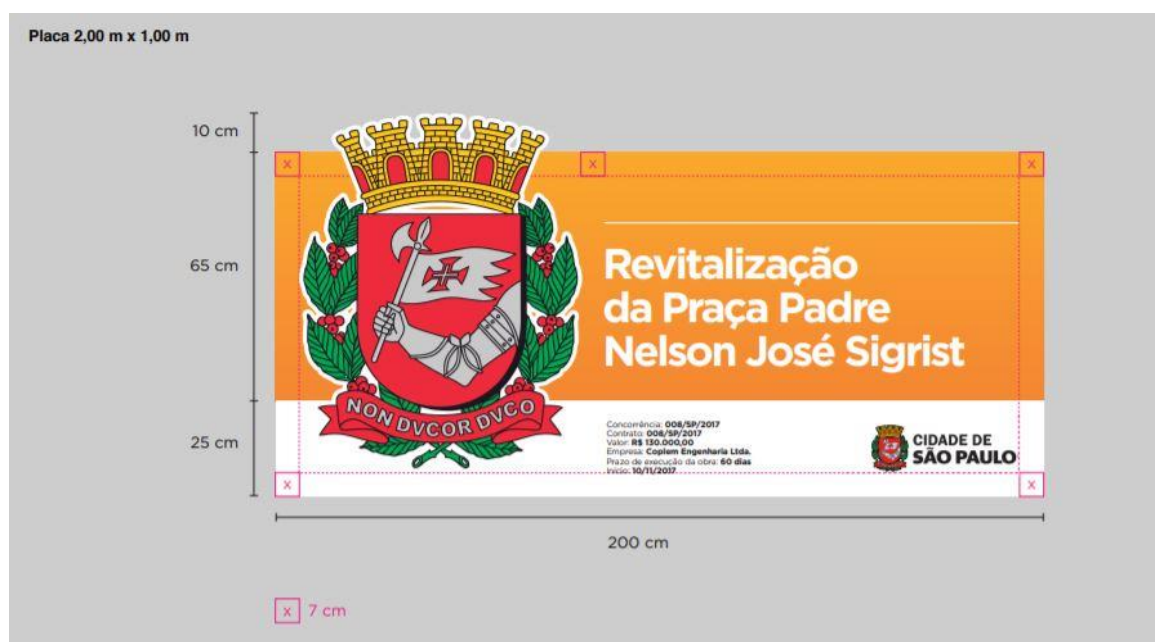 Placa 2,00 m x 1,00 m
10 cm
x
x
x
65 cm
Revitalização
da Praça Padre
Nelson José Sigrist
NON DVCOR DVCO
25 cm
Concorrência: 008/SP/2017
Contrato: 008/SP/2017
Valor: R$ 130.000,00
Empresa: Coplem Engenharia Ltda.
Prazo de execução da obra: 60 dias
Início: 10/11/2017
CIDADE DE
SÃO PAULO
x
x
200 cm
x 7 cm